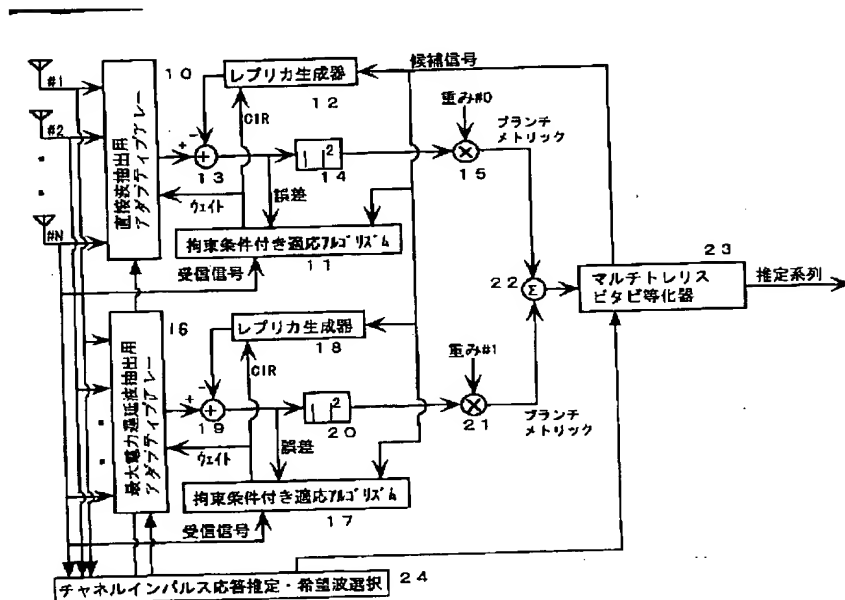 #1
#2
#N
直接波抽出用
アダプティブアレー
10
レプリカ生成器
12
CIR
候補信号
重み#0
ブランチ
メトリック
+
-
+
13
| |2
14
×
15
ウェイト
誤差
拘束条件付き適応アルゴリズム
11
受信信号
23
22
Σ
マルチトレリス
ビタビ等化器
推定系列
最大電力遅延波抽出用
アダプティブアレー
16
レプリカ生成器
18
CIR
重み#1
+
-
+
19
| |2
20
×
21
ブランチ
メトリック
ウェイト
誤差
拘束条件付き適応アルゴリズム
17
受信信号
チャネルインパルス応答推定・希望波選択
24